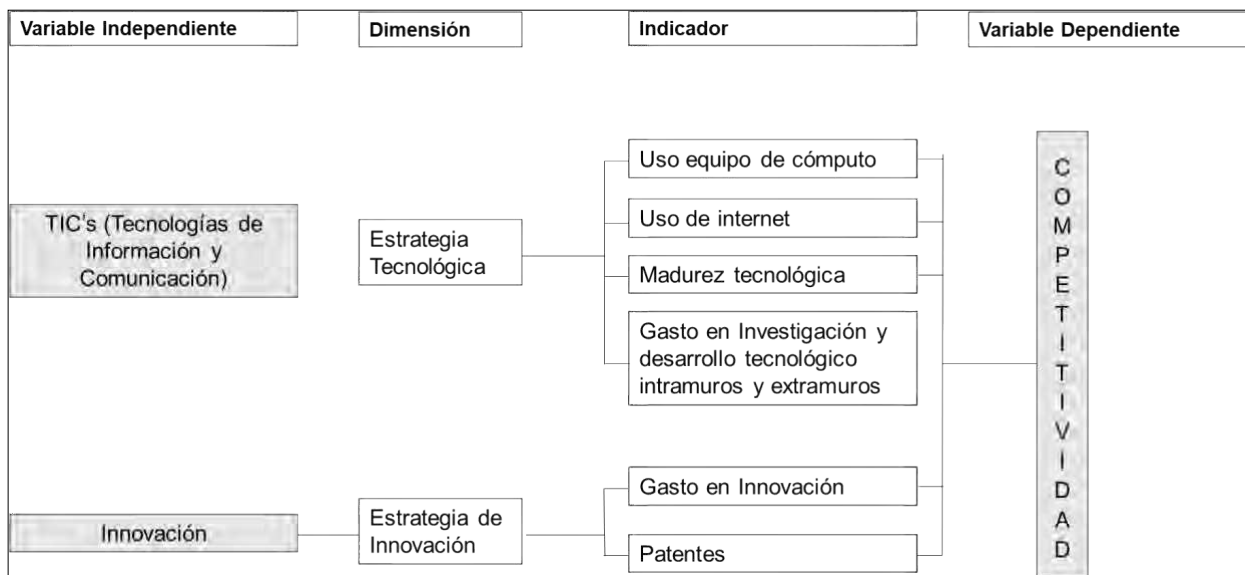 Variable Independiente
Dimensión
Indicador
Variable Dependiente
TIC's (Tecnologías de
Información y
Comunicación)
Estrategia
Tecnológica
Uso equipo de cómputo
Uso de internet
Madurez tecnológica
Gasto en Investigación y
desarrollo tecnológico
intramuros y extramuros
Innovación
Estrategia de
Innovación
Gasto en Innovación
Patentes
COMPETITIVIDAD